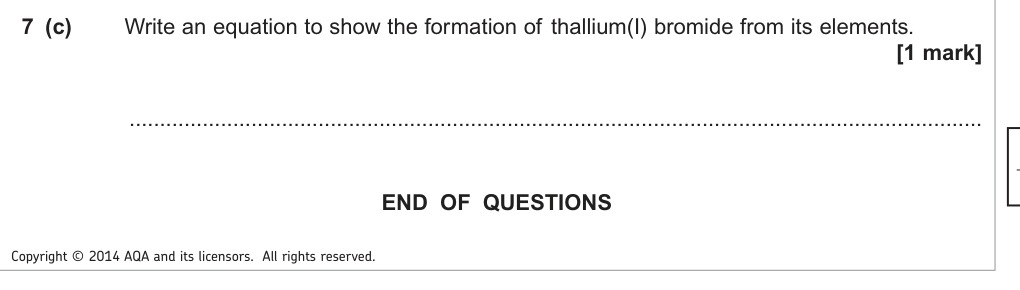 7 (c) Write an equation to show the formation of thallium(I) bromide from its elements.
[1 mark]
................................................................................................................................................
END OF QUESTIONS
Copyright © 2014 AQA and its licensors. All rights reserved.